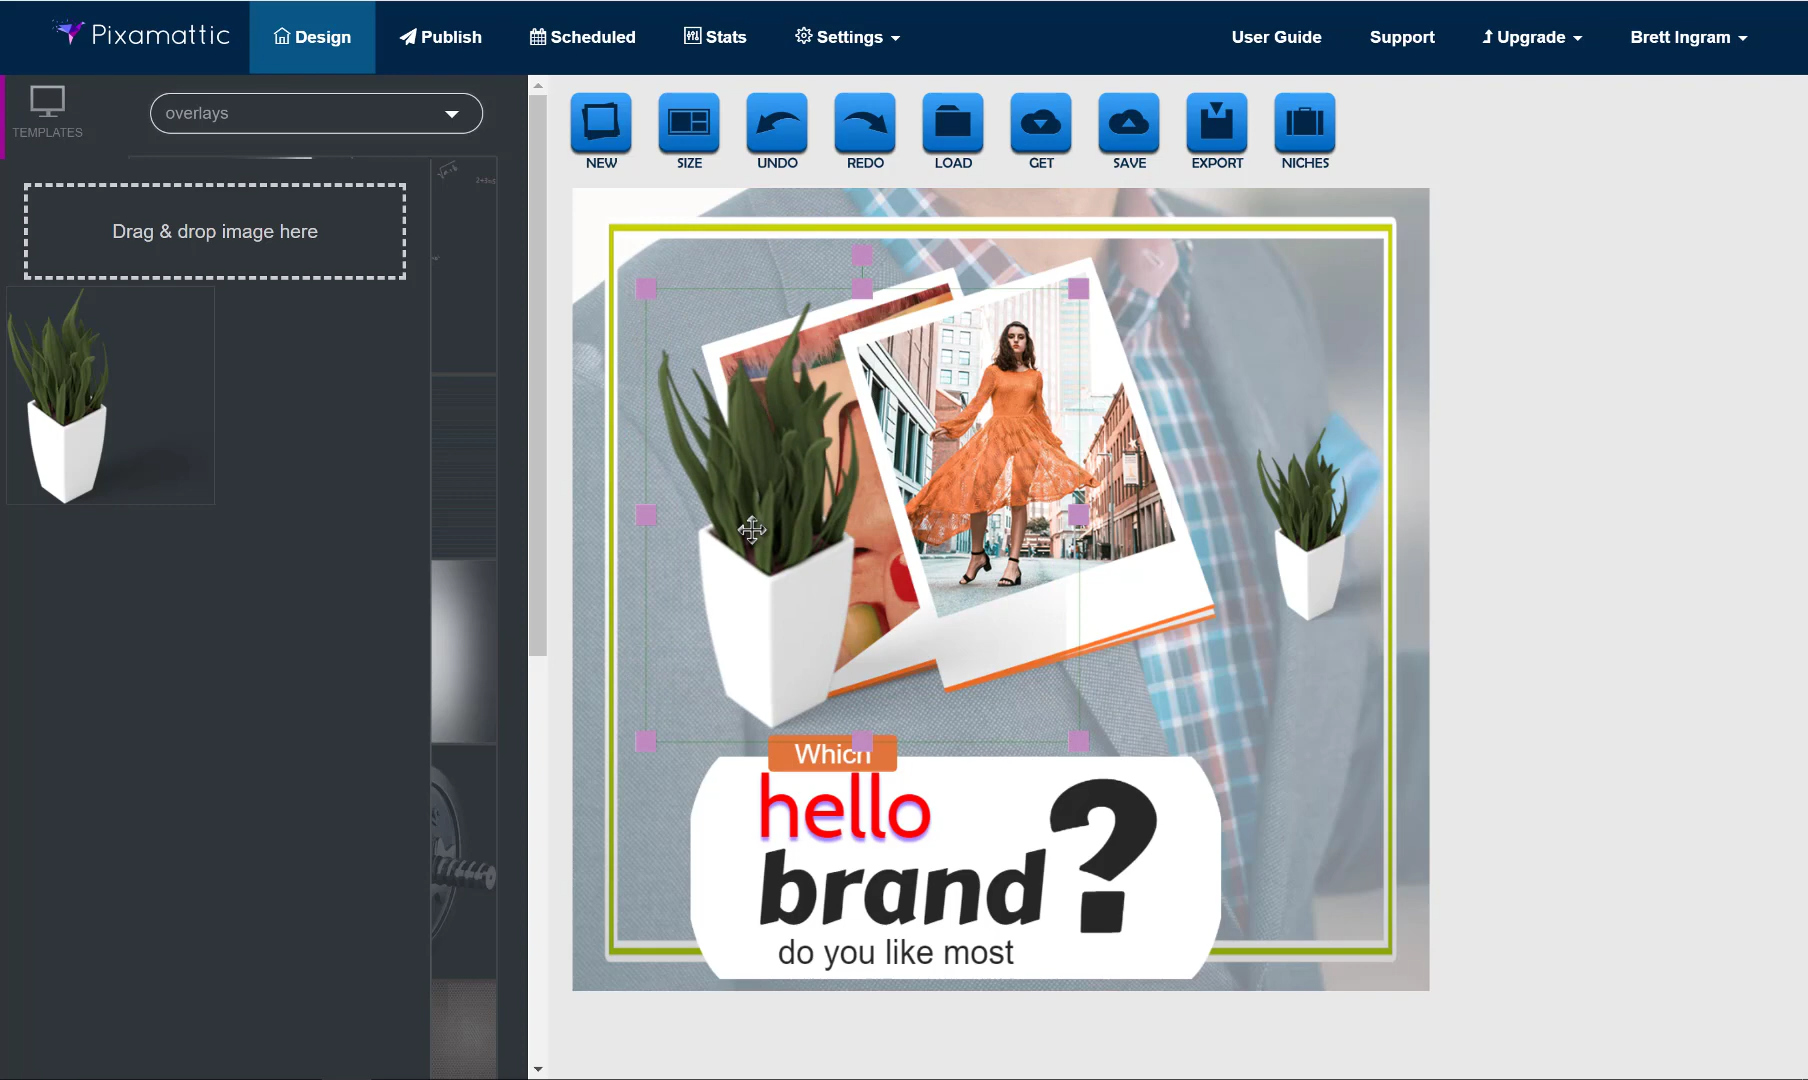 Pixamattic
Design
Publish
Scheduled
Stats
Settings
User Guide
Support
Upgrade
Brett Ingram
TEMPLATES
overlays
NEW
SIZE
UNDO
REDO
LOAD
GET
SAVE
EXPORT
NICHES
Drag & drop image here
Which
hello
brand?
do you like most